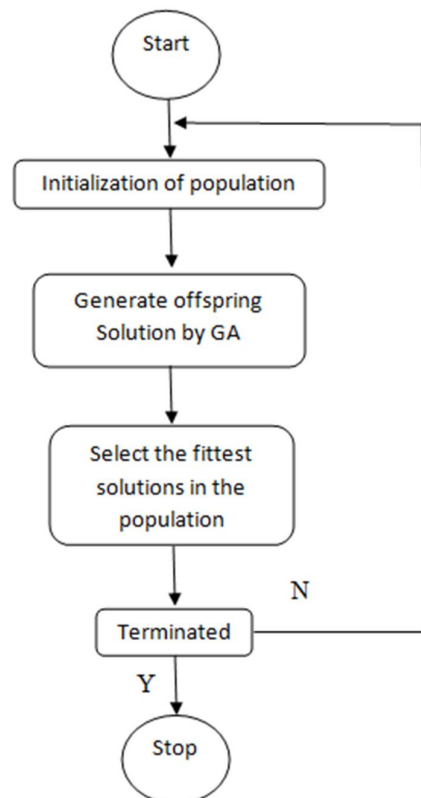 Start
Initialization of population
Generate offspring
Solution by GA
Select the fittest
solutions in the
population
N
Terminated
Y
Stop